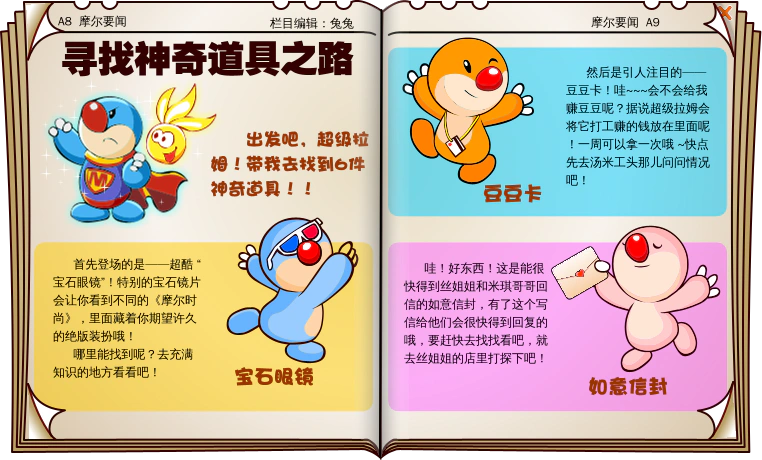 A8 摩尔要闻
栏目编辑：兔兔
寻找神奇道具之路
出发吧，超级拉
姆！带我去找到6件
神奇道具！！
首先登场的是——超酷“
宝石眼镜”！特别的宝石镜片
会让你看到不同的《摩尔时
尚》，里面藏着你期望许久
的绝版装扮哦！
哪里能找到呢？去充满
知识的地方看看吧！
宝石眼镜
摩尔要闻 A9
然后是引人注目的——
豆豆卡！哇~~~会不会给我
赚豆豆呢？据说超级拉姆会
将它打工赚的钱放在里面呢
！一周可以拿一次哦 ~快点
先去汤米工头那儿问问情况
吧！
豆豆卡
哇！好东西！这是能很
快得到丝姐姐和米琪哥哥回
信的如意信封，有了这个写
信给他们会很快得到回复的
哦，要赶快去找找看吧，就
去丝姐姐的店里打探下吧！
如意信封